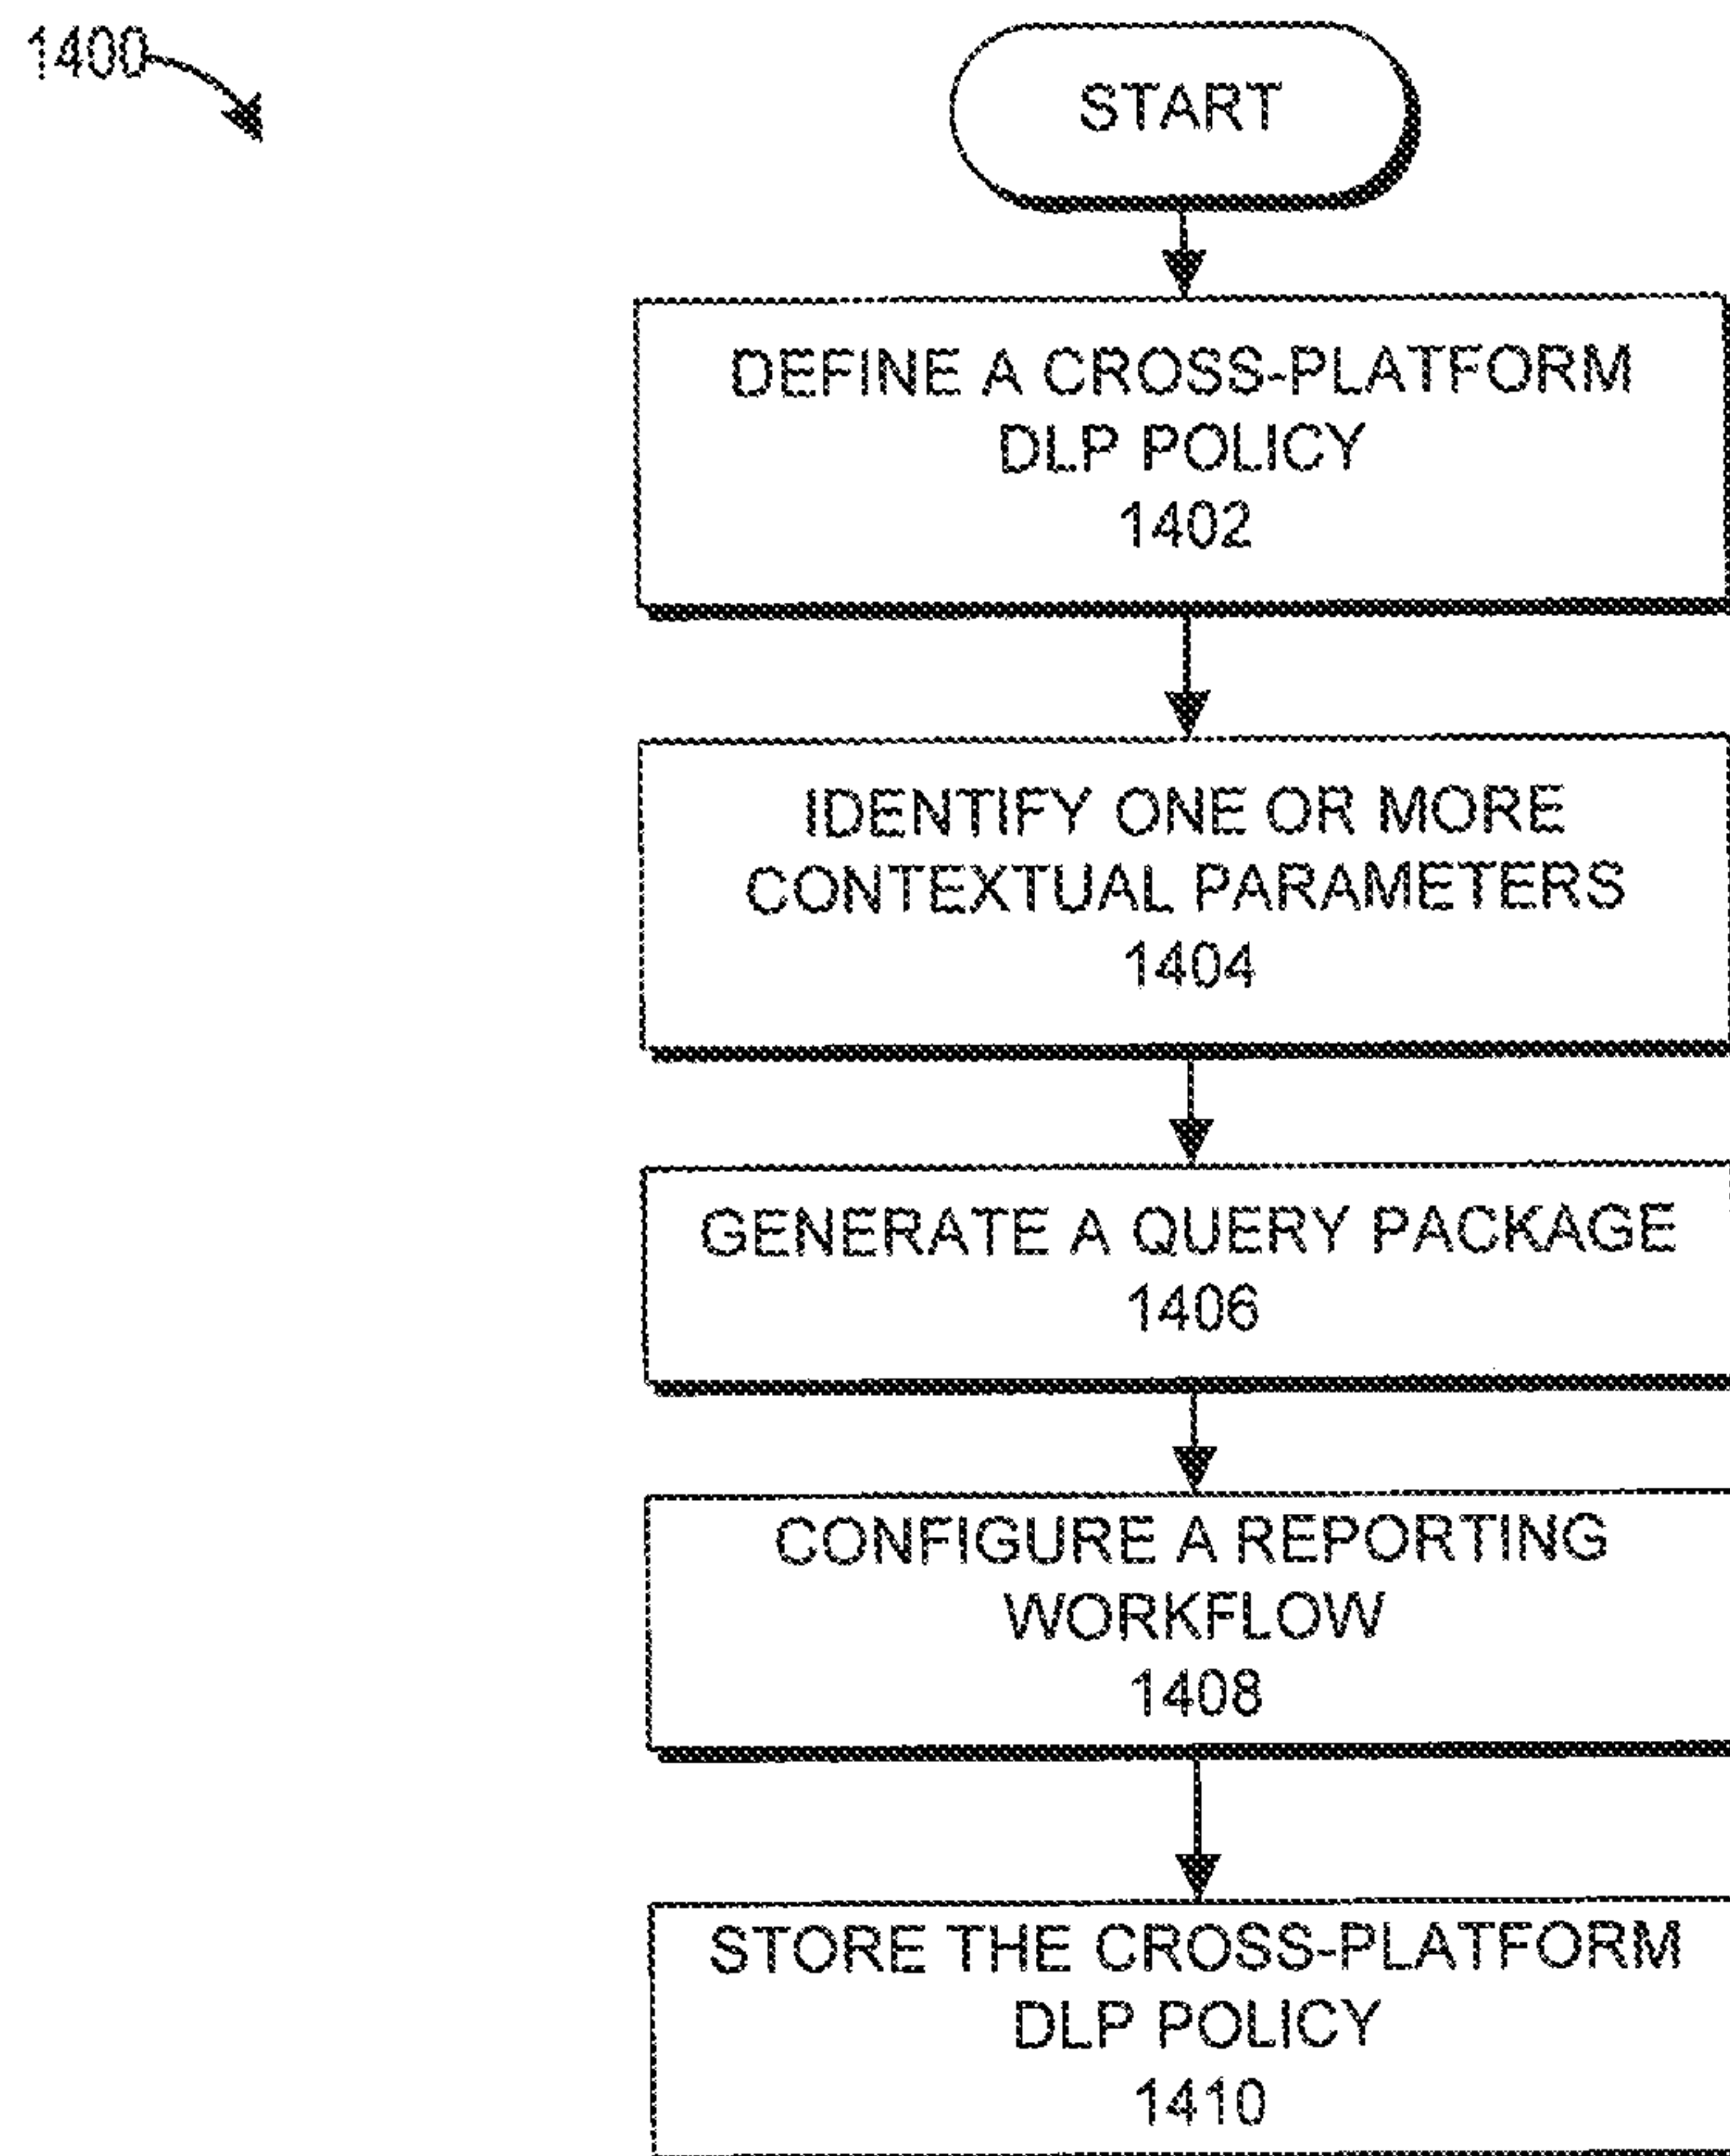 1400
START
DEFINE A CROSS-PLATFORM
DLP POLICY
1402
IDENTIFY ONE OR MORE
CONTEXTUAL PARAMETERS
1404
GENERATE A QUERY PACKAGE
1406
CONFIGURE A REPORTING
WORKFLOW
1408
STORE THE CROSS-PLATFORM
DLP POLICY
1410